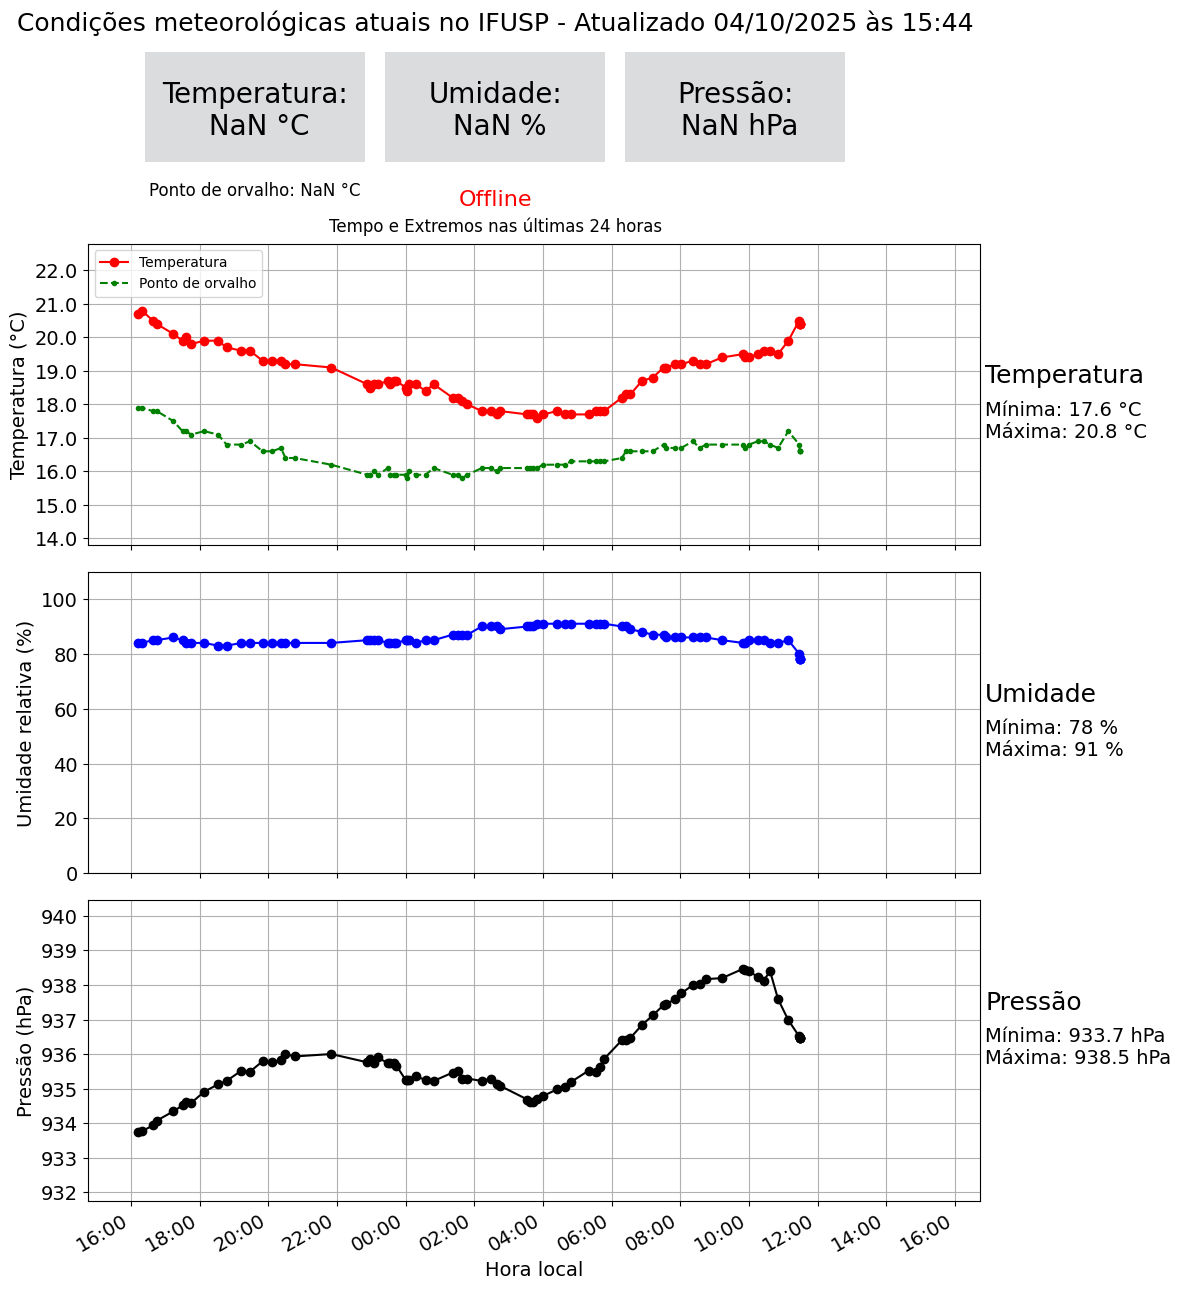 Condições meteorológicas atuais no IFUSP - Atualizado 04/10/2025 às 15:44
Temperatura:
NaN °C
Umidade:
NaN %
Pressão:
NaN hPa
Ponto de orvalho: NaN °C
Offline
Tempo e Extremos nas últimas 24 horas
Temperatura
Ponto de orvalho
Temperatura (°C)
22.0
21.0
20.0
19.0
18.0
17.0
16.0
15.0
14.0
Temperatura
Mínima: 17.6 °C
Máxima: 20.8 °C
Umidade relativa (%)
100
80
60
40
20
0
Umidade
Mínima: 78 %
Máxima: 91 %
Pressão (hPa)
940
939
938
937
936
935
934
933
932
Pressão
Mínima: 933.7 hPa
Máxima: 938.5 hPa
16:00
18:00
20:00
22:00
00:00
02:00
04:00
06:00
08:00
10:00
12:00
14:00
16:00
Hora local